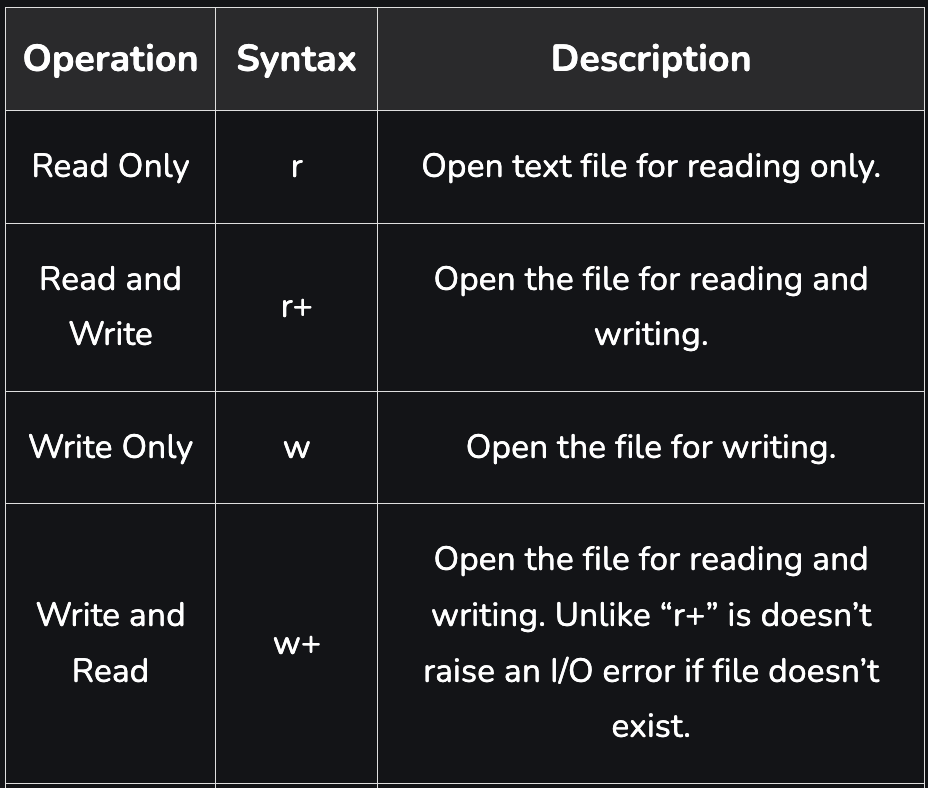 Operation Syntax Description
Read Only r Open text file for reading only.
Read and Write r+ Open the file for reading and
writing.
Write Only w Open the file for writing.
Write and Read w+ Open the file for reading and
writing. Unlike “r+” is doesn’t
raise an I/O error if file doesn’t
exist.